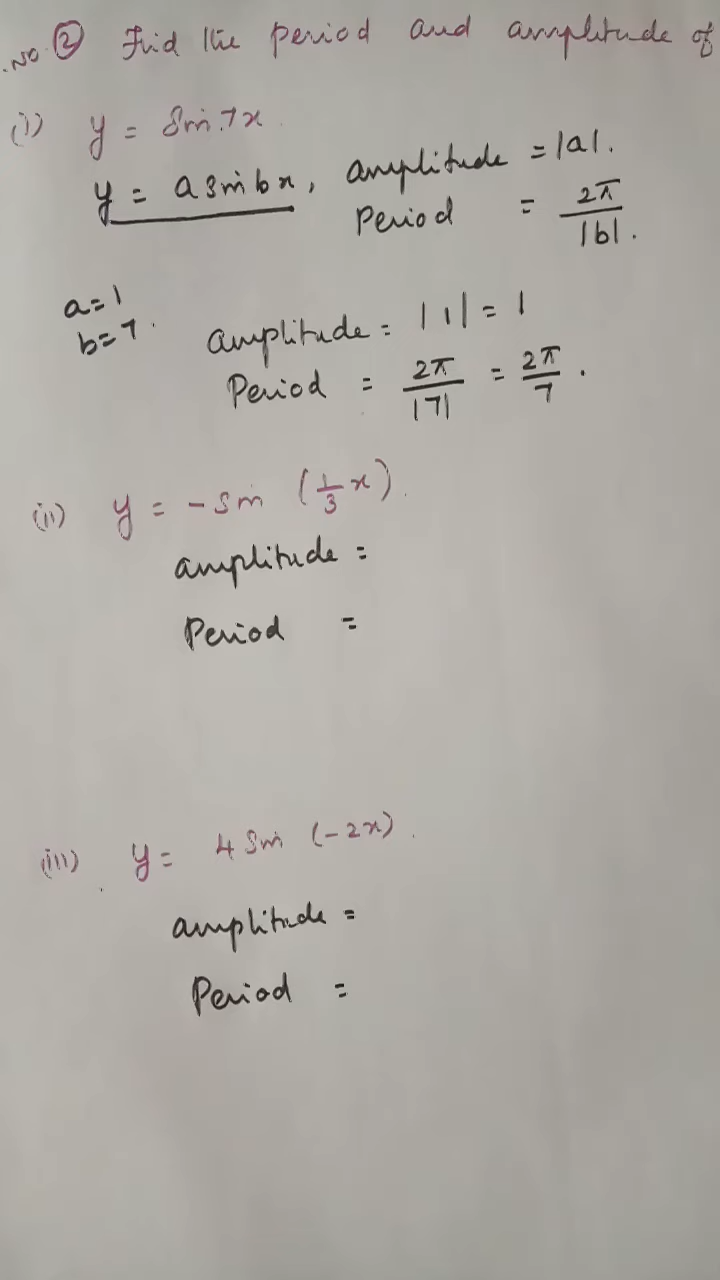 .No. ② Find the period and amplitude of
(i) y = Sin 7x.
y = a sin bx, amplitude = |a|.
Period = 2π/|b|.
a=1
b=7.
amplitude = |1| = 1
Period = 2π/|7| = 2π/7.
(ii) y = -sin (1/3 x).
amplitude =
Period =
(iii) y = 4 Sin (-2x).
amplitude =
Period =